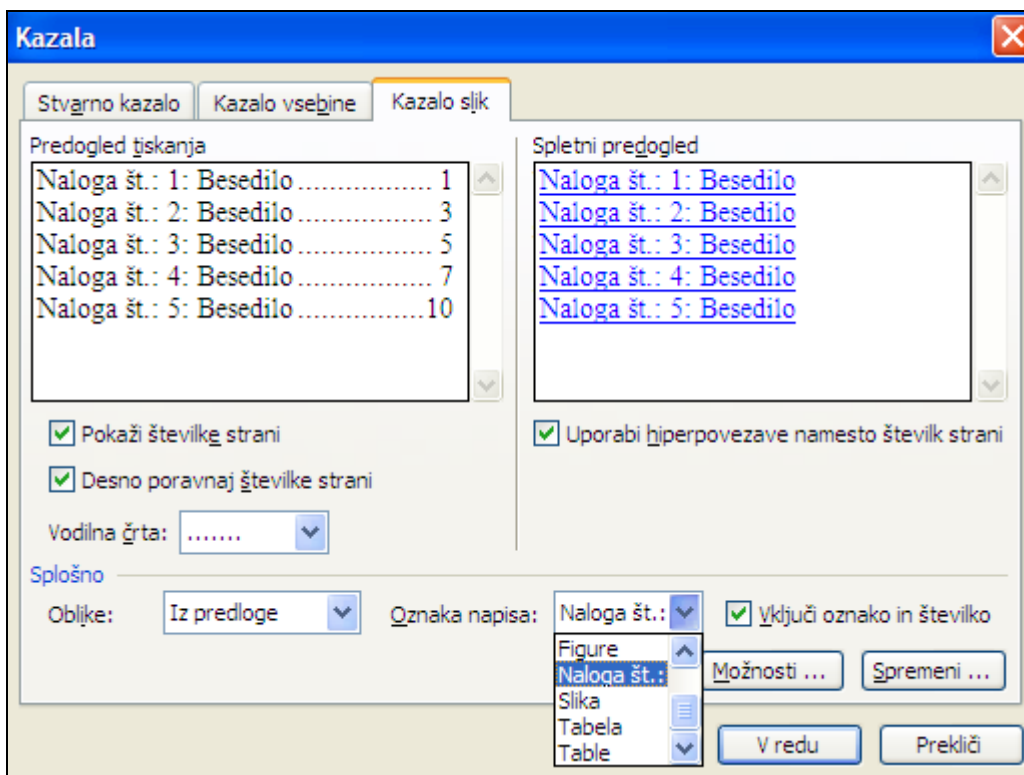 Kazala
Stvarno kazalo
Kazalo vsebine
Kazalo slik
Predogled tiskanja
Naloga št.: 1: Besedilo.................. 1
Naloga št.: 2: Besedilo.................. 3
Naloga št.: 3: Besedilo.................. 5
Naloga št.: 4: Besedilo.................. 7
Naloga št.: 5: Besedilo.................10
Spletni predogled
Naloga št.: 1: Besedilo
Naloga št.: 2: Besedilo
Naloga št.: 3: Besedilo
Naloga št.: 4: Besedilo
Naloga št.: 5: Besedilo
Pokaži številke strani
Desno poravnaj številke strani
Vodilna črta: .......
Uporabi hiperpovezave namesto številk strani
Splošno
Oblike: Iz predloge
Oznaka napisa: Naloga št.:
Vključi oznako in številko
Figure
Naloga št.:
Slika
Tabela
Table
Možnosti ...
Spremeni ...
V redu
Prekliči